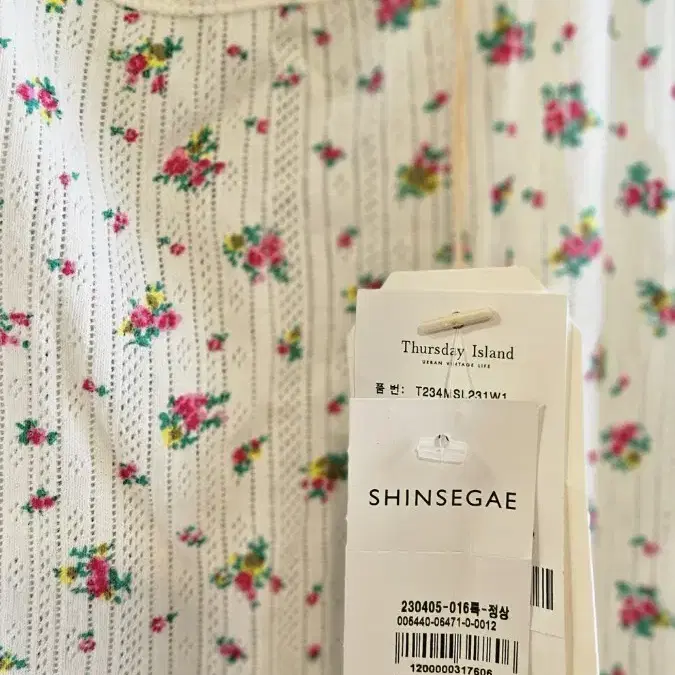 Thursday Island
URBAN VINTAGE LIFE
품 번: T234MSL231W1
SHINSEGAE
230405-016특-정상
006440-06471-0-0012
1200000317606